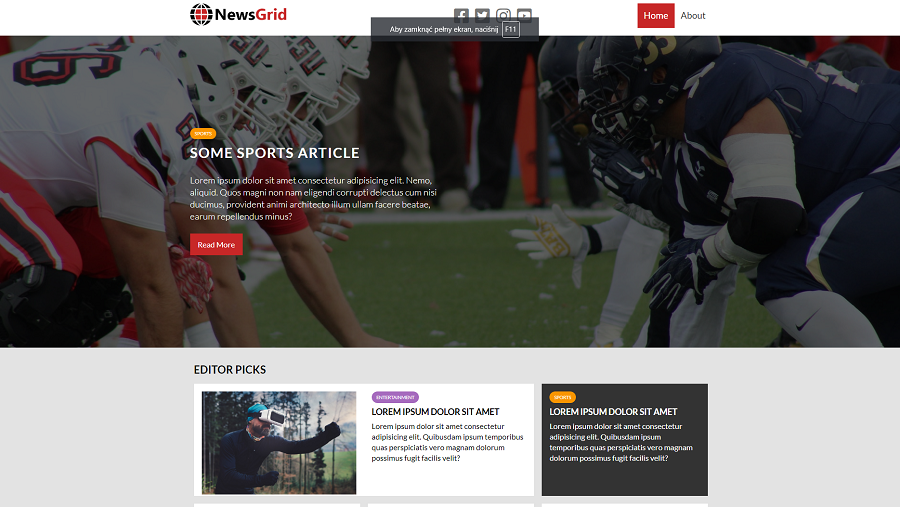 NewsGrid
Home
About
Aby zamknąć pełny ekran, naciśnij F11
SPORTS
SOME SPORTS ARTICLE
Lorem ipsum dolor sit amet consectetur adipisicing elit. Nemo,
aliquid. Quos magni non nam eligendi corrupti delectus cum nisi
ducimus, provident animi architecto illum ullam facere beatae,
earum repellendus minus?
Read More
EDITOR PICKS
ENTERTAINMENT
LOREM IPSUM DOLOR SIT AMET
Lorem ipsum dolor sit amet, consectetur
adipisicing elit. Quibusdam ipsum temporibus
quas perspiciatis vero magnam dolorum
possimus fugit facilis velit?
SPORTS
LOREM IPSUM DOLOR SIT AMET
Lorem ipsum dolor sit amet, consectetur
adipisicing elit. Quibusdam ipsum
temporibus quas perspiciatis vero magnam
dolorum possimus fugit facilis velit?